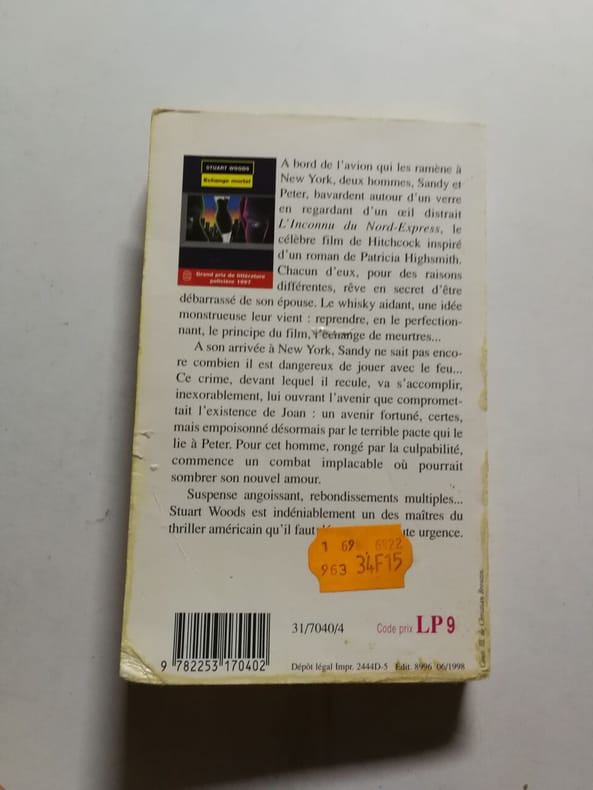 STUART WOODS
Echange mortel
Grand prix de littérature
policière 1997
A bord de l'avion qui les ramène à
New York, deux hommes, Sandy et
Peter, bavardent autour d'un verre
en regardant d'un œil distrait
L'Inconnu du Nord-Express, le
célèbre film de Hitchcock inspiré
d'un roman de Patricia Highsmith.
Chacun d'eux, pour des raisons
différentes, rêve en secret d'être
débarrassé de son épouse. Le whisky aidant, une idée
monstrueuse leur vient : reprendre, en le perfection-
nant, le principe du film, l'échange de meurtres...
A son arrivée à New York, Sandy ne sait pas enco-
re combien il est dangereux de jouer avec le feu...
Ce crime, devant lequel il recule, va s'accomplir,
inexorablement, lui ouvrant l'avenir que compromet-
tait l'existence de Joan : un avenir fortuné, certes,
mais empoisonné désormais par le terrible pacte qui le
lie à Peter. Pour cet homme, rongé par la culpabilité,
commence un combat implacable où pourrait
sombrer son nouvel amour.
Suspense angoissant, rebondissements multiples...
Stuart Woods est indéniablement un des maîtres du
thriller américain qu'il faut urgence.
1 69 6922
963 34F15
31/7040/4 Code prix LP9
9 782253 170402
Dépôt légal Impr. 2444D-5 Édit. 8996 06/1998